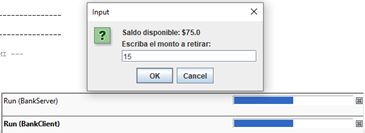 Input
Saldo disponible: $75.0
Escriba el monto a retirar:
15
OK
Cancel
Run (BankServer)
Run (BankClient)